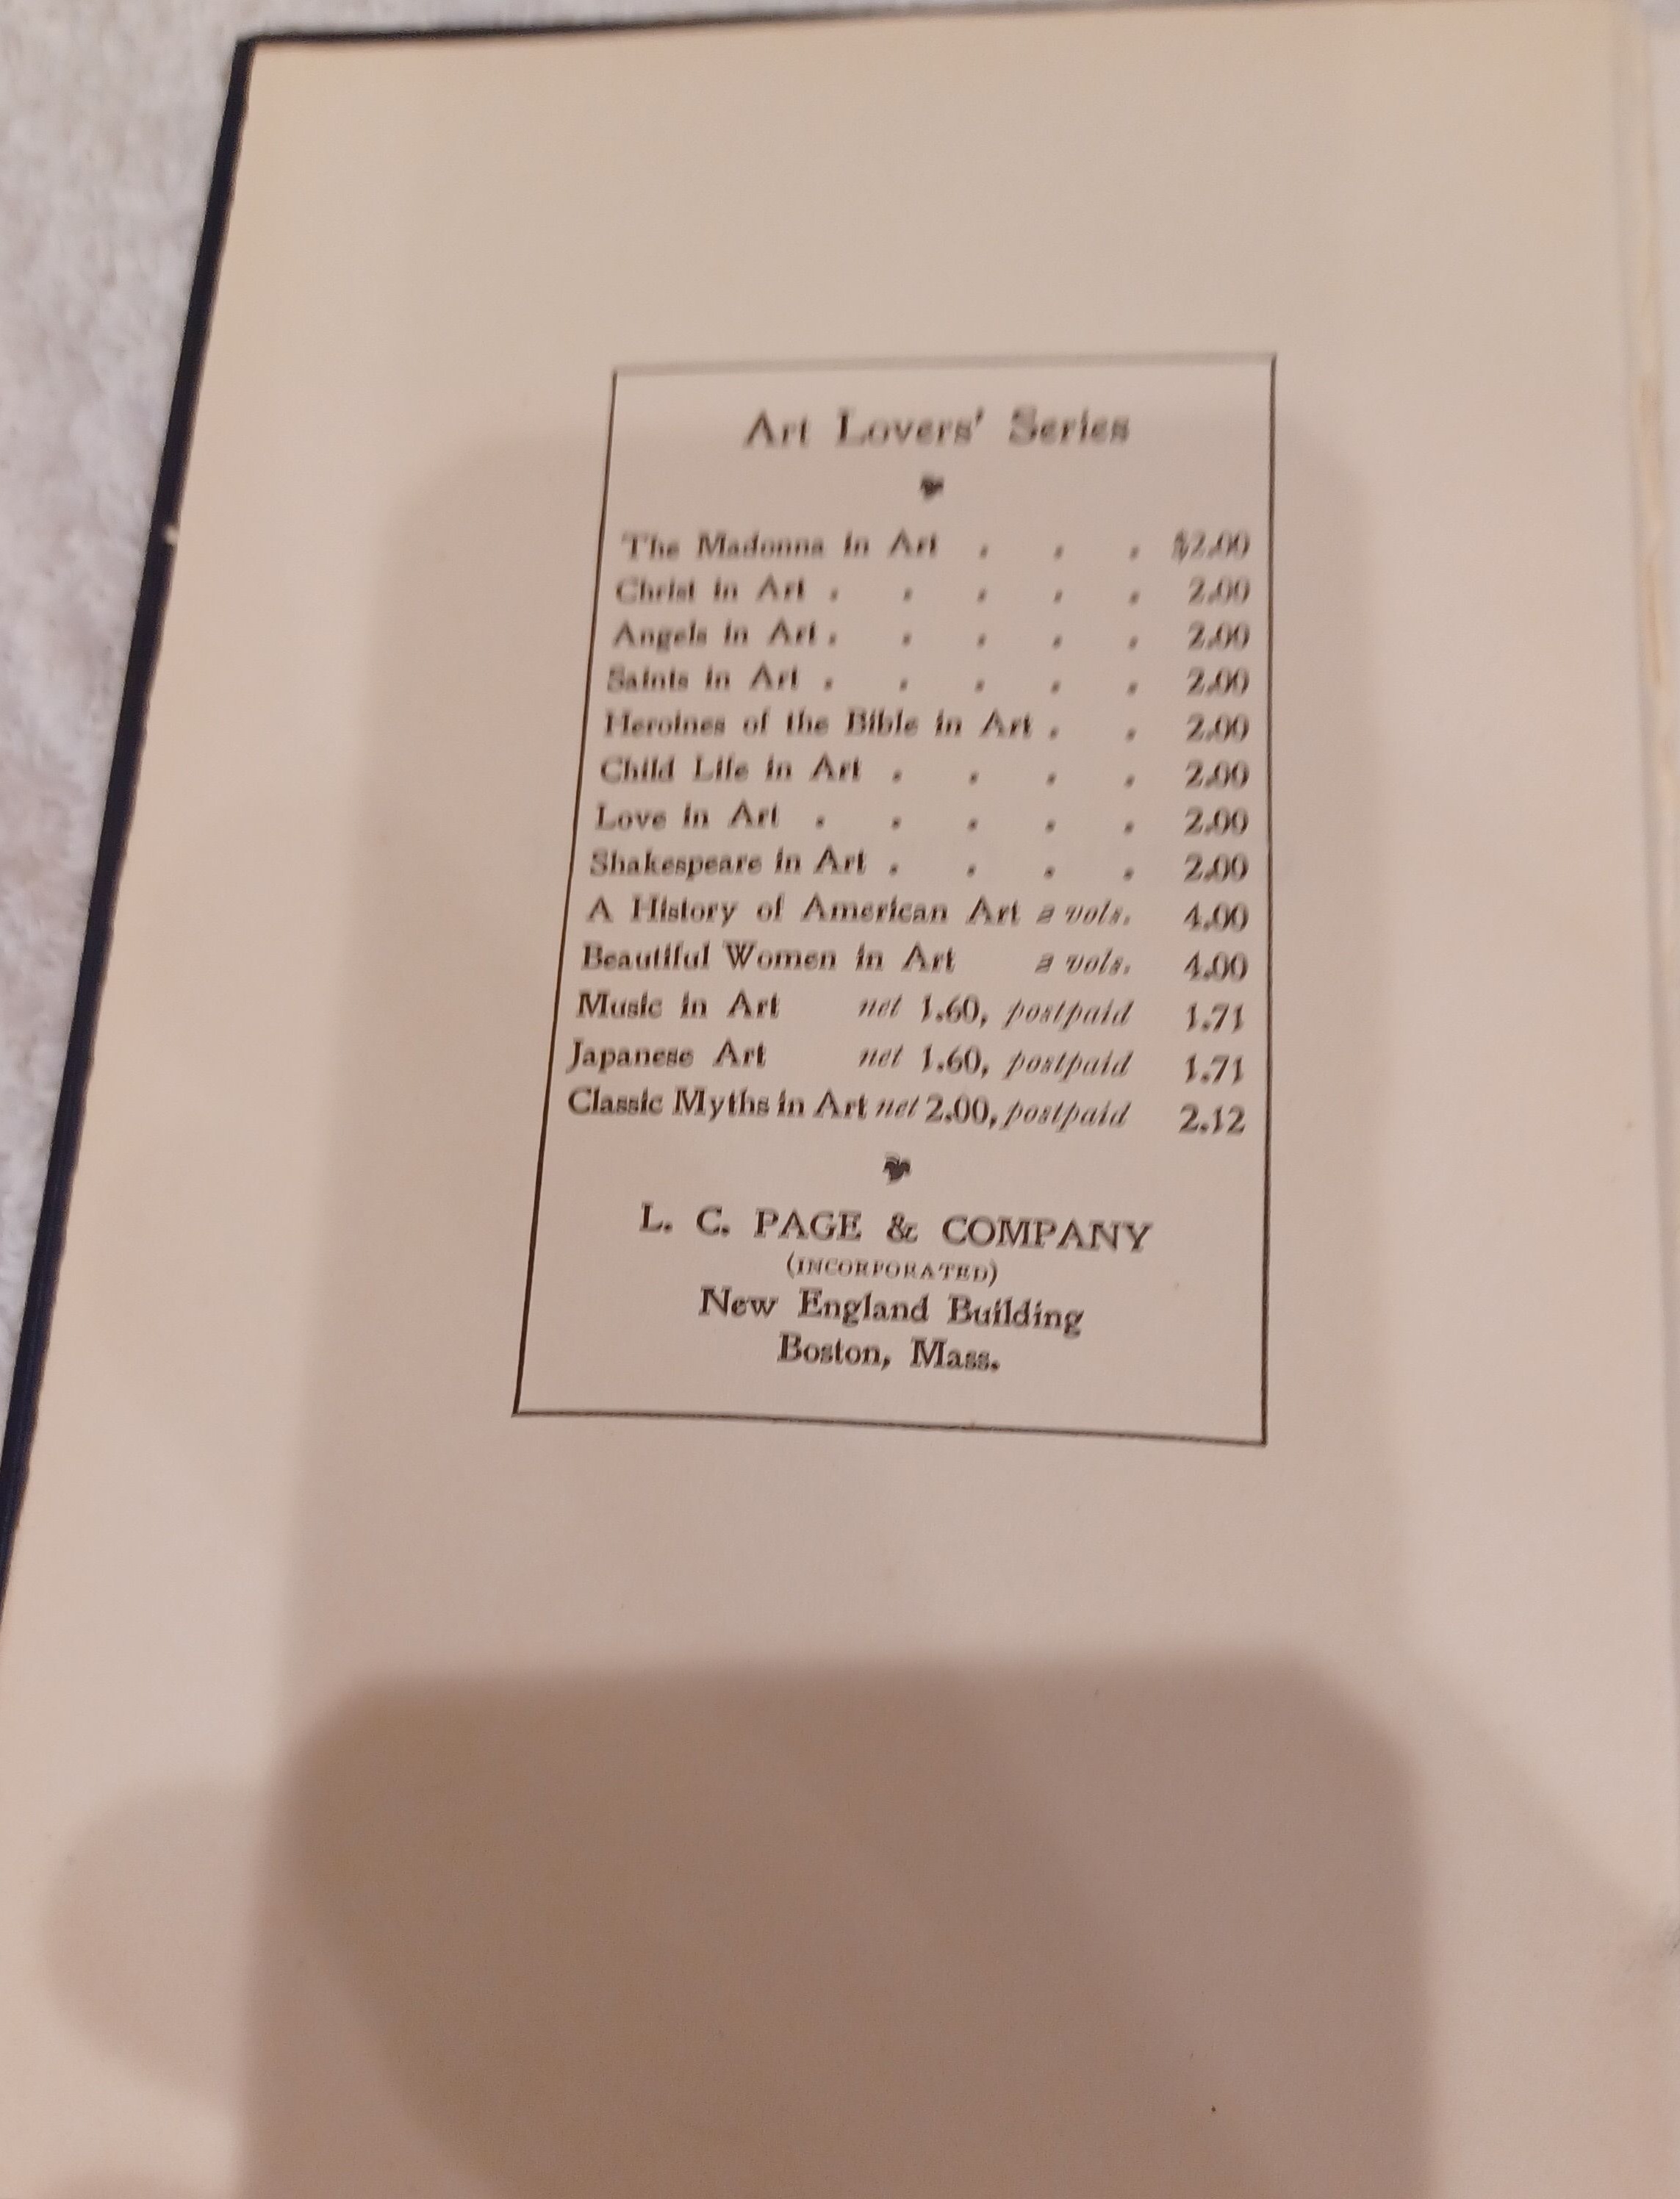 Art Lovers' Series
The Madonna in Art . . . $2.00
Christ in Art . . . . . 2.00
Angels in Art . . . . . 2.00
Saints in Art . . . . . 2.00
Heroines of the Bible in Art . . 2.00
Child Life in Art . . . . 2.00
Love in Art . . . . . 2.00
Shakespeare in Art . . . . 2.00
A History of American Art 2 vols. 4.00
Beautiful Women in Art 2 vols. 4.00
Music in Art net 1.60, postpaid 1.71
Japanese Art net 1.60, postpaid 1.71
Classic Myths in Art net 2.00, postpaid 2.12
L. C. PAGE & COMPANY
(INCORPORATED)
New England Building
Boston, Mass.